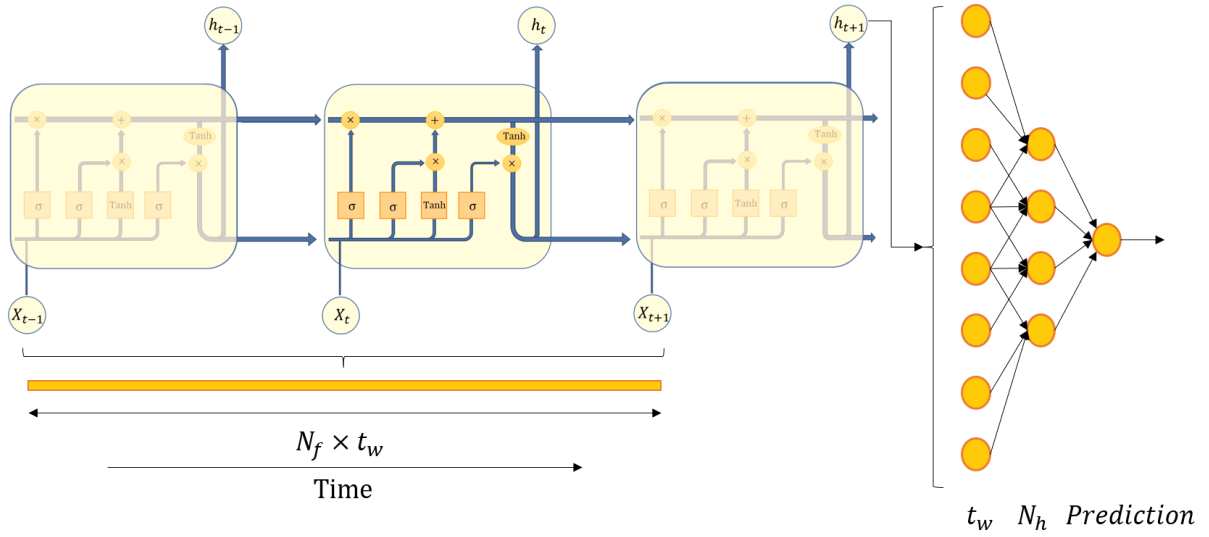 h_{t−1} h_t h_{t+1}
× + Tanh × × + Tanh × × + Tanh ×
σ σ Tanh σ σ σ Tanh σ σ σ Tanh σ
X_{t−1} X_t X_{t+1}
N_f × t_w
Time
t_w N_h Prediction